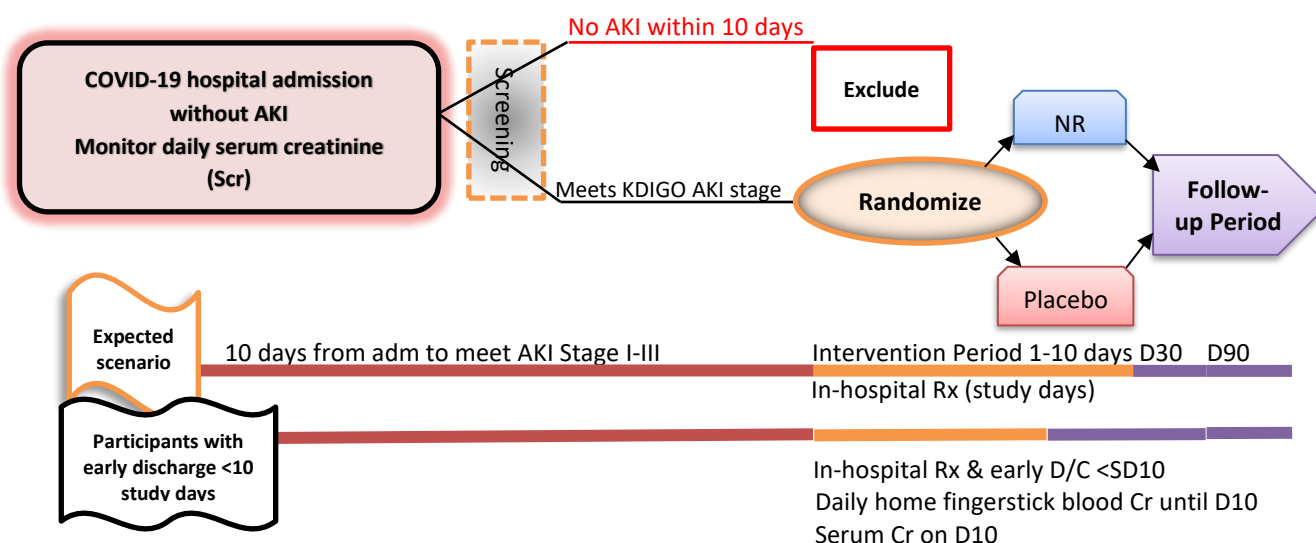 No AKI within 10 days
COVID-19 hospital admission
without AKI
Monitor daily serum creatinine
(Scr)
Screening
Exclude
NR
Meets KDIGO AKI stage
Randomize
Follow-
up Period
Placebo
Expected
scenario
10 days from adm to meet AKI Stage I-III
Intervention Period 1-10 days D30 D90
In-hospital Rx (study days)
Participants with
early discharge <10
study days
In-hospital Rx & early D/C <SD10
Daily home fingerstick blood Cr until D10
Serum Cr on D10